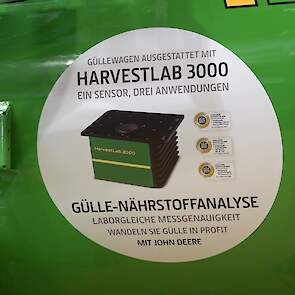 GÜLLEWAGEN AUSGESTATTET MIT
HARVESTLAB 3000
EIN SENSOR, DREI ANWENDUNGEN
HarvestLab 3000
GÜLLE-NÄHRSTOFFANALYSE
LABORGLEICHE MESSGENAUIGKEIT
WANDELN SIE GÜLLE IN PROFIT
MIT JOHN DEERE